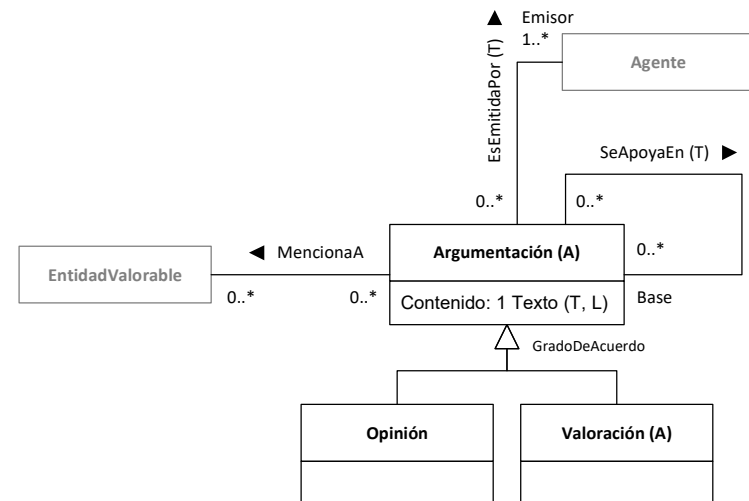 Emisor
1..*
Agente
EsEmitidaPor (T)
SeApoyaEn (T)
0..*
0..*
MencionaA
Argumentación (A)
0..*
EntidadValorable
0..*
0..*
Contenido: 1 Texto (T, L)
Base
GradoDeAcuerdo
Opinión
Valoración (A)